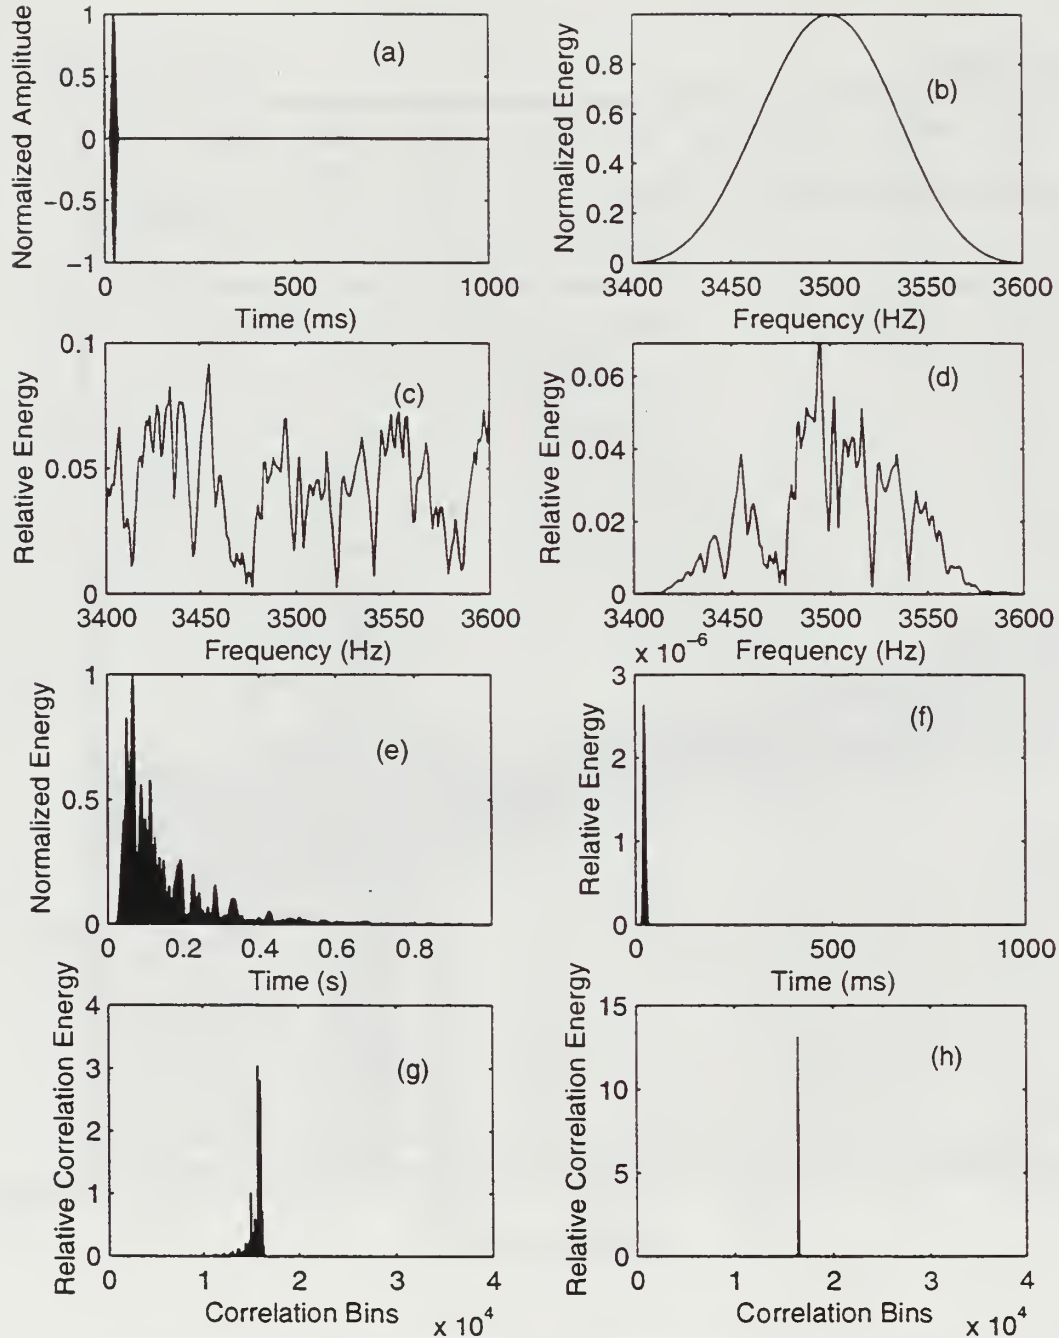 Normalized Amplitude
1
0.5
0
−0.5
−1
(a)
0
500
1000
Time (ms)
Normalized Energy
0.8
0.6
0.4
0.2
0
(b)
3400
3450
3500
3550
3600
Frequency (HZ)
Relative Energy
0.1
0.05
0
(c)
3400
3450
3500
3550
3600
Frequency (Hz)
Relative Energy
0.06
0.04
0.02
0
(d)
3400
3450
3500
3550
3600
Frequency (Hz)
Normalized Energy
1
0.5
0
(e)
0
0.2
0.4
0.6
0.8
Time (s)
x 10⁻⁶
Relative Energy
3
2
1
0
(f)
0
500
1000
Time (ms)
Relative Correlation Energy
4
3
2
1
0
(g)
0
1
2
3
4
Correlation Bins
x 10⁴
Relative Correlation Energy
15
10
5
0
(h)
0
1
2
3
4
Correlation Bins
x 10⁴